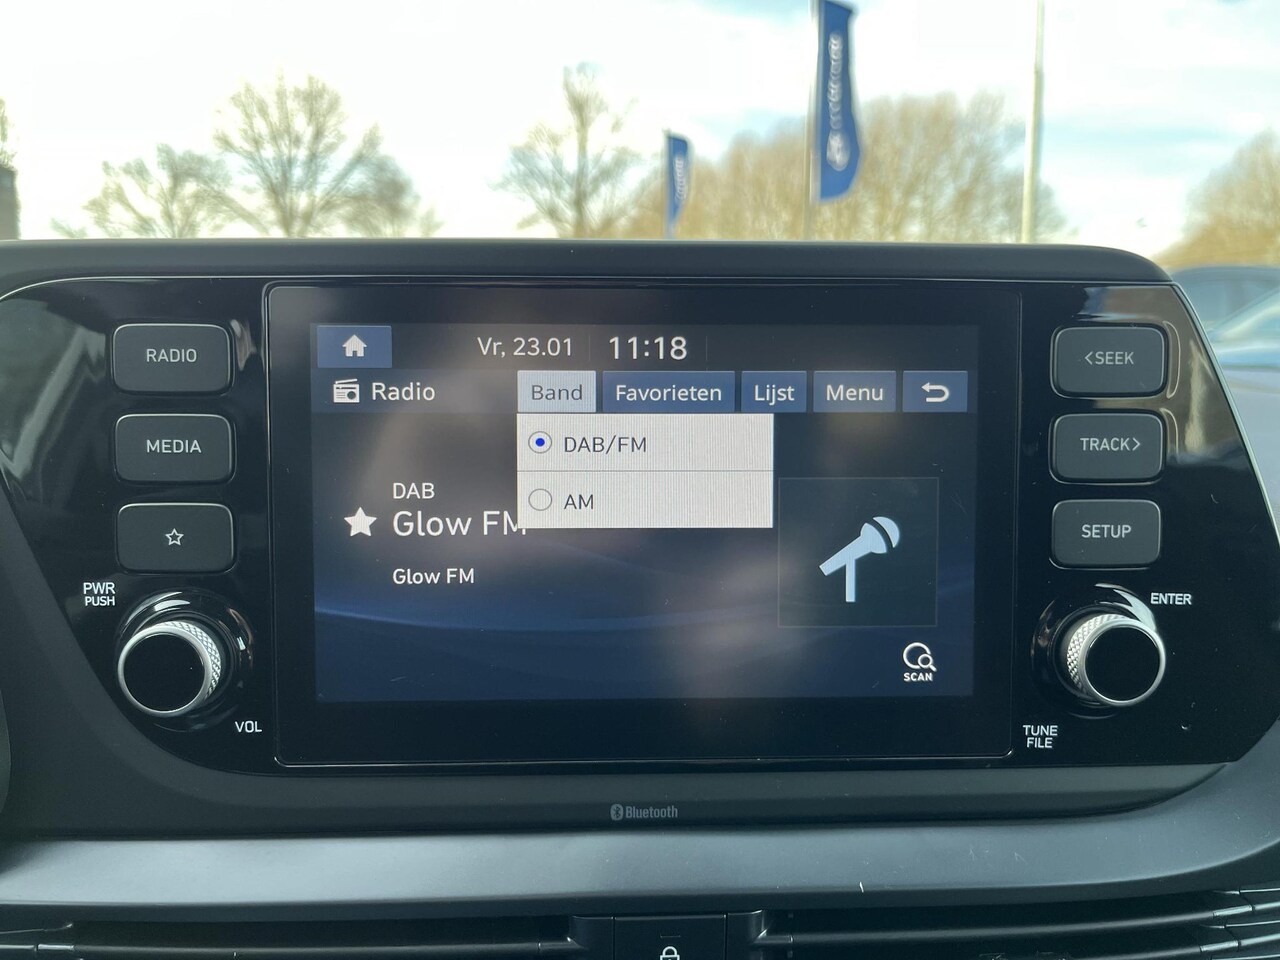 Vr, 23.01 11:18
Radio Band Favorieten Lijst Menu
DAB/FM
AM
DAB
Glow FM
Glow FM
SCAN
RADIO
MEDIA
PWR
PUSH
VOL
<SEEK
TRACK>
SETUP
ENTER
TUNE
FILE
Bluetooth